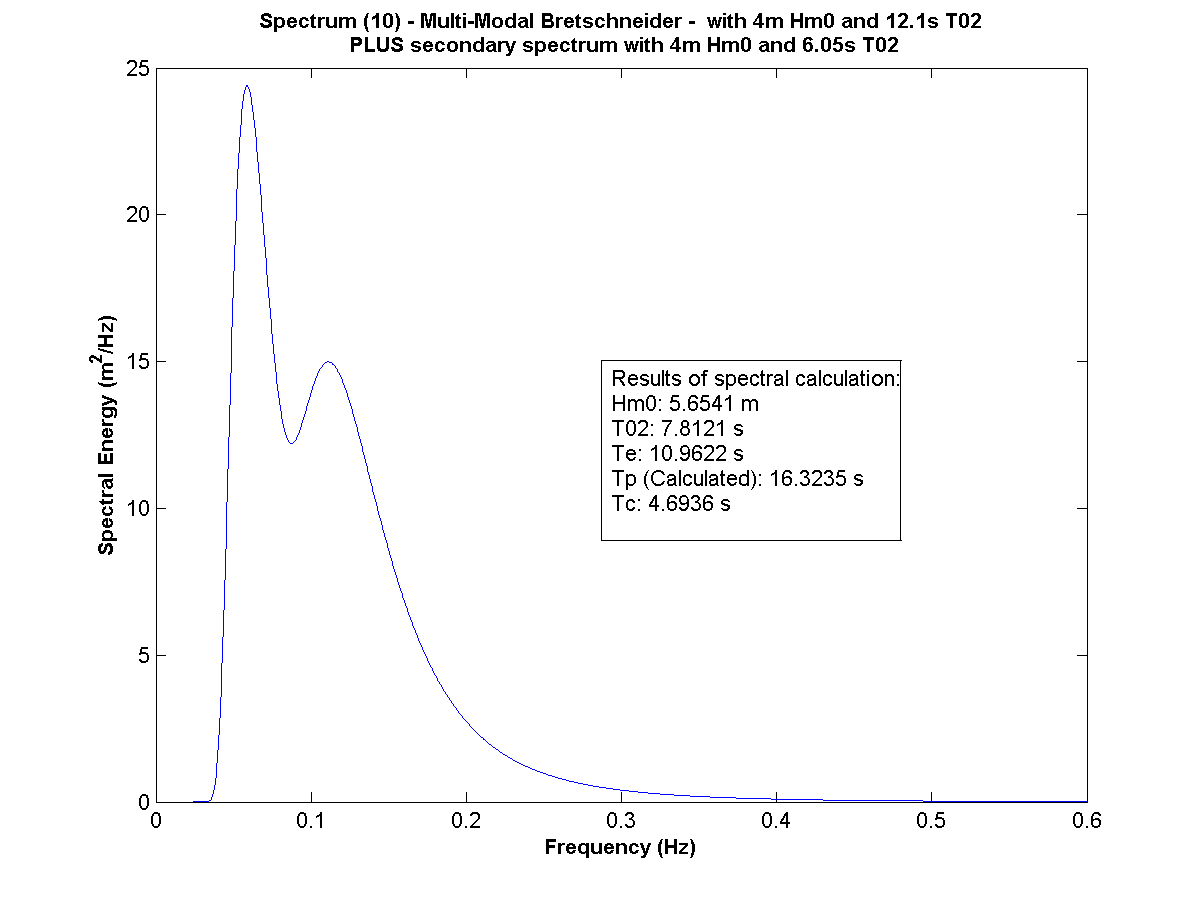 Spectrum (10) - Multi-Modal Bretschneider - with 4m Hm0 and 12.1s T02
PLUS secondary spectrum with 4m Hm0 and 6.05s T02
25
20
15
10
5
0
Spectral Energy (m²/Hz)
Results of spectral calculation:
Hm0: 5.6541 m
T02: 7.8121 s
Te: 10.9622 s
Tp (Calculated): 16.3235 s
Tc: 4.6936 s
0 0.1 0.2 0.3 0.4 0.5 0.6
Frequency (Hz)